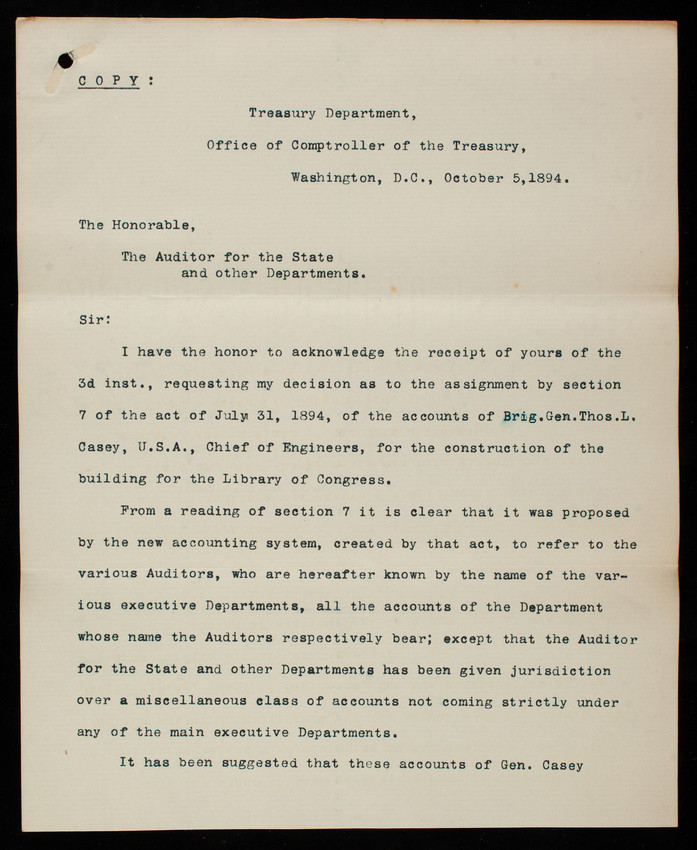 C O P Y :
Treasury Department,
Office of Comptroller of the Treasury,
Washington, D.C., October 5,1894.
The Honorable,
The Auditor for the State
and other Departments.
Sir:
I have the honor to acknowledge the receipt of yours of the
3d inst., requesting my decision as to the assignment by section
7 of the act of July 31, 1894, of the accounts of Brig.Gen.Thos.L.
Casey, U.S.A., Chief of Engineers, for the construction of the
building for the Library of Congress.
From a reading of section 7 it is clear that it was proposed
by the new accounting system, created by that act, to refer to the
various Auditors, who are hereafter known by the name of the var-
ious executive Departments, all the accounts of the Department
whose name the Auditors respectively bear; except that the Auditor
for the State and other Departments has been given jurisdiction
over a miscellaneous class of accounts not coming strictly under
any of the main executive Departments.
It has been suggested that these accounts of Gen. Casey